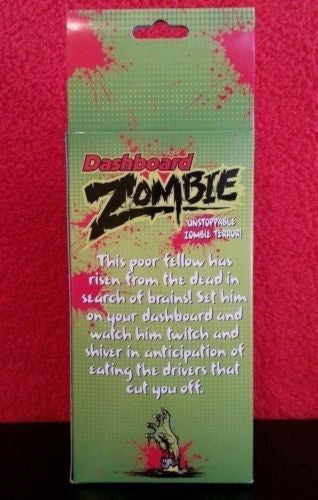 Dashboard
ZOMBIE
UNSTOPPABLE
ZOMBIE TERROR!
This poor fellow has
risen from the dead in
search of brains! Set him
on your dashboard and
watch him twitch and
shiver in anticipation of
eating the drivers that
cut you off.